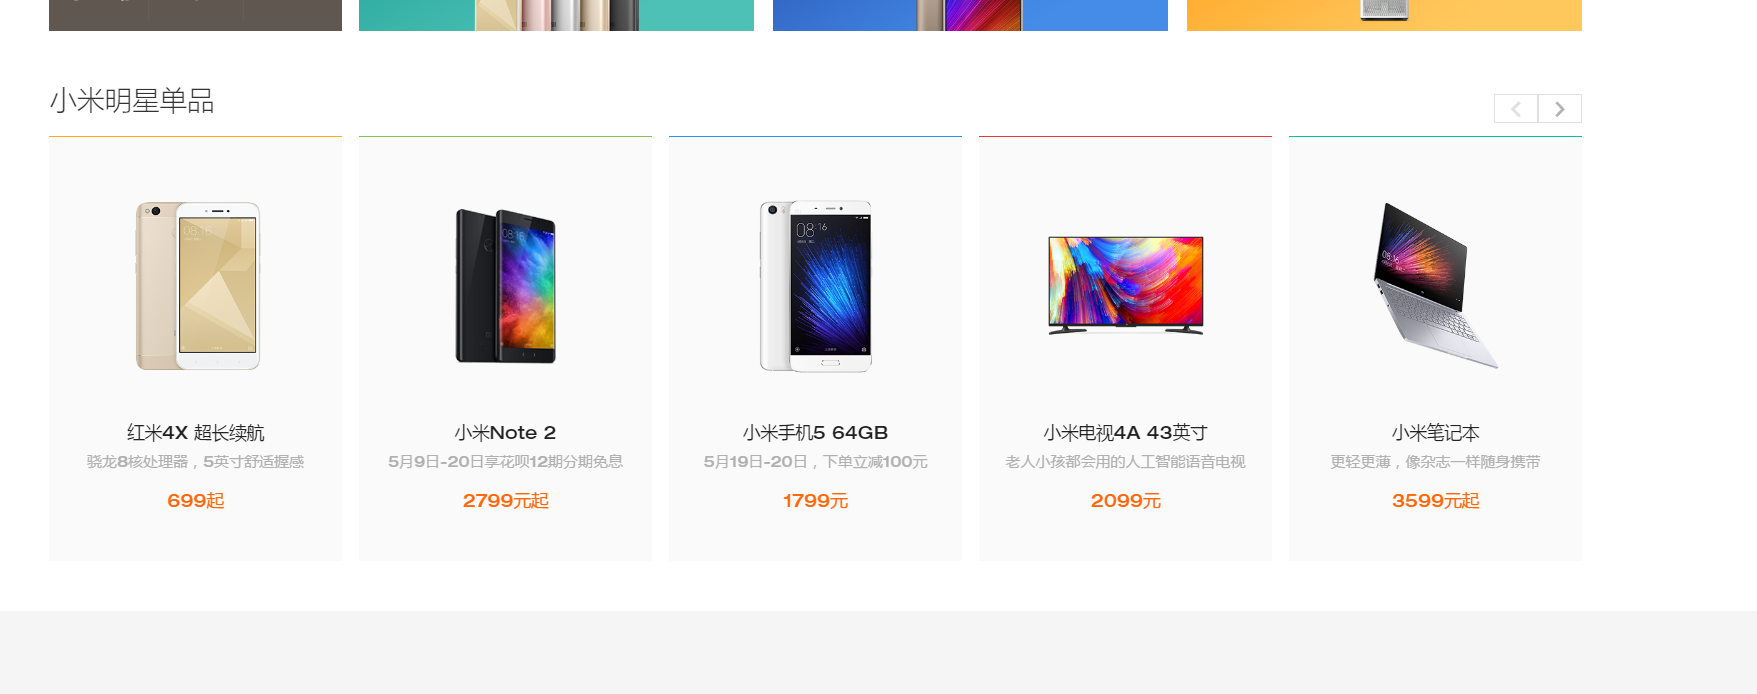 小米明星单品
红米4X 超长续航
骁龙8核处理器，5英寸舒适握感
699起
小米Note 2
5月9日-20日享花呗12期分期免息
2799元起
小米手机5 64GB
5月19日-20日，下单立减100元
1799元
小米电视4A 43英寸
老人小孩都会用的人工智能语音电视
2099元
小米笔记本
更轻更薄，像杂志一样随身携带
3599元起
08:16
08:16
08:16